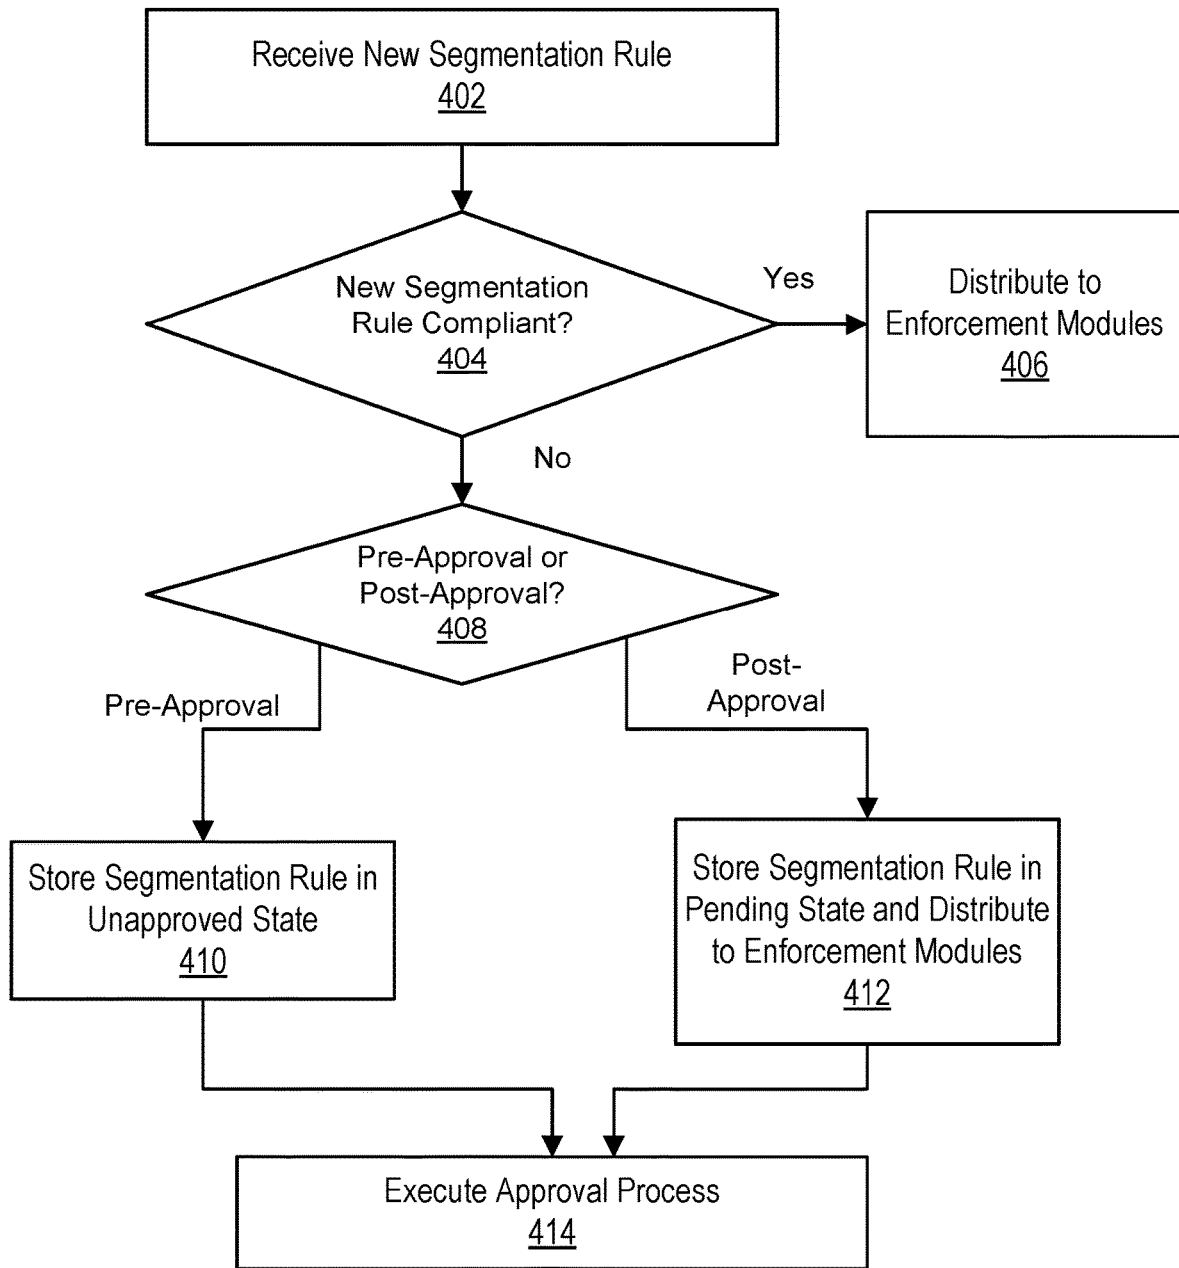 Receive New Segmentation Rule
402
New Segmentation
Rule Compliant?
404
Yes
Distribute to
Enforcement Modules
406
No
Pre-Approval or
Post-Approval?
408
Pre-Approval
Post-
Approval
Store Segmentation Rule in
Unapproved State
410
Store Segmentation Rule in
Pending State and Distribute
to Enforcement Modules
412
Execute Approval Process
414